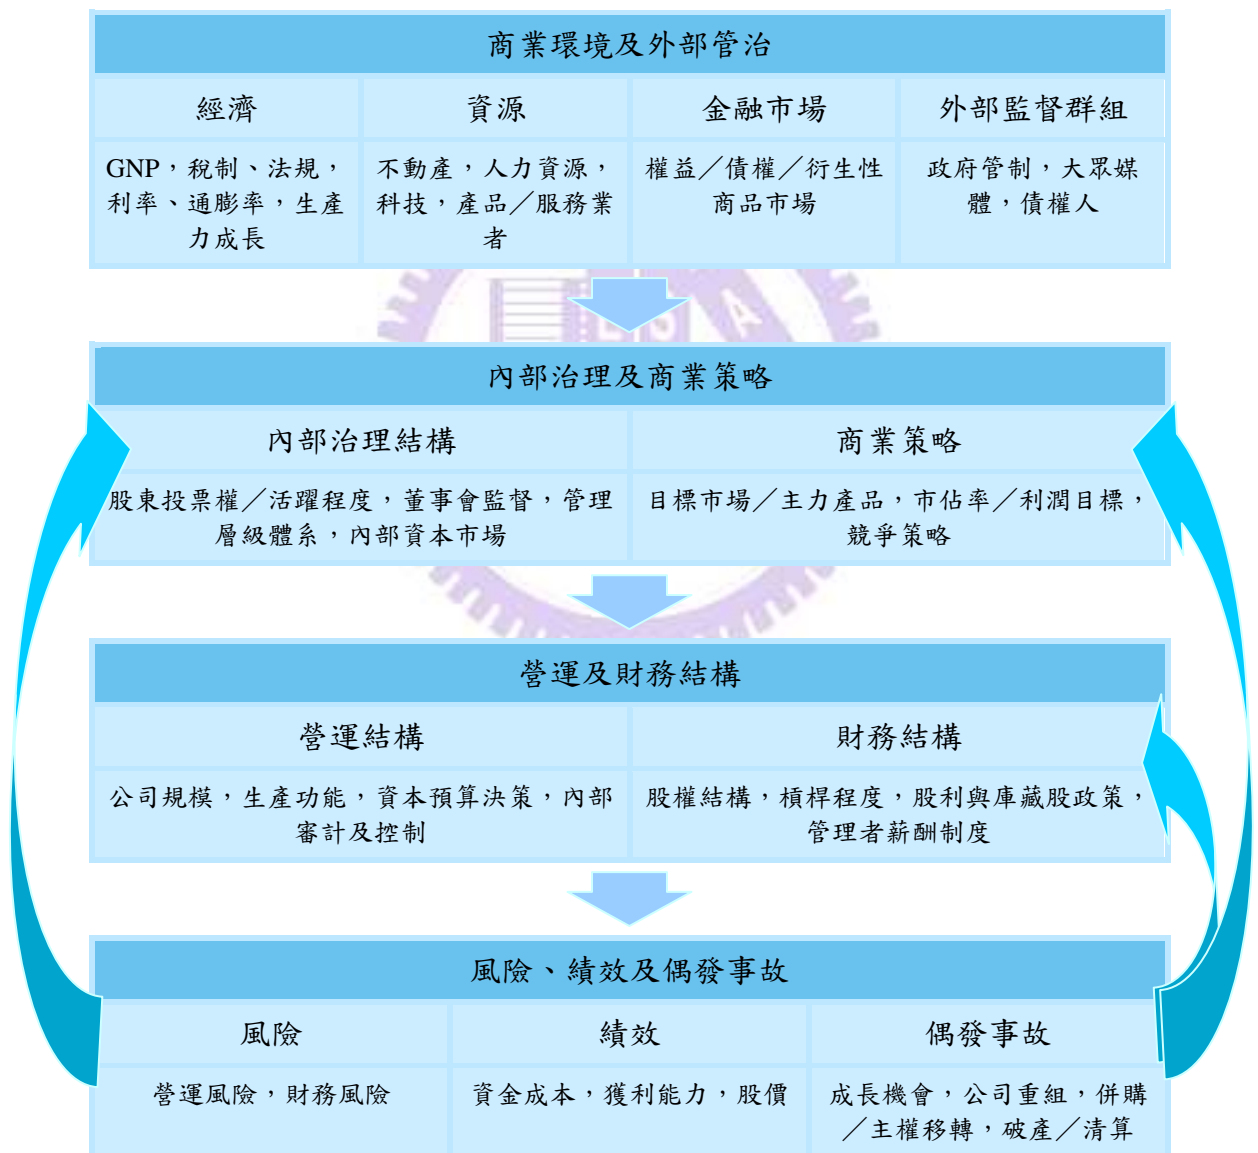 商業環境及外部管治
經濟
資源
金融市場
外部監督群組
GNP，稅制、法規，
利率、通膨率，生產
力成長
不動產，人力資源，
科技，產品／服務業
者
權益／債權／衍生性
商品市場
政府管制，大眾媒
體，債權人
E S A
內部治理及商業策略
內部治理結構
商業策略
股東投票權／活躍程度，董事會監督，管理
層級體系，內部資本市場
目標市場／主力產品，市佔率／利潤目標，
競爭策略
營運及財務結構
營運結構
財務結構
公司規模，生產功能，資本預算決策，內部
審計及控制
股權結構，槓桿程度，股利與庫藏股政策，
管理者薪酬制度
風險、績效及偶發事故
風險
績效
偶發事故
營運風險，財務風險
資金成本，獲利能力，股價
成長機會，公司重組，併購
／主權移轉，破產／清算